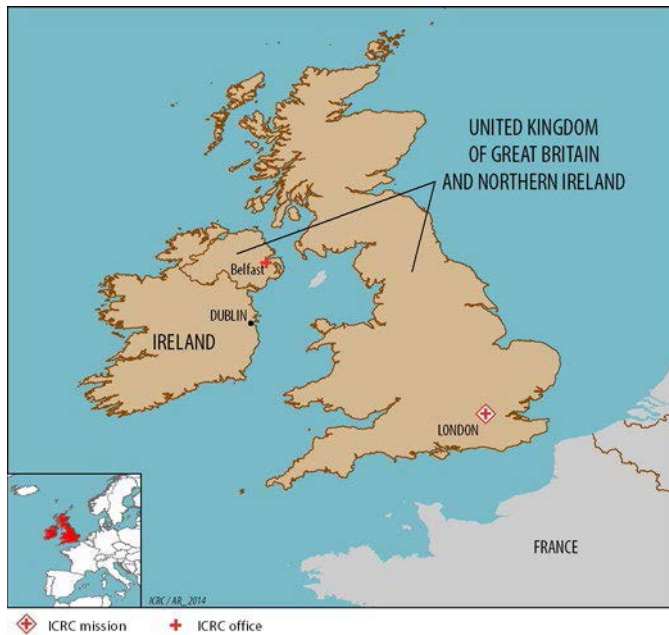 UNITED KINGDOM
OF GREAT BRITAIN
AND NORTHERN IRELAND
Belfast
DUBLIN
IRELAND
LONDON
FRANCE
ICRC / AR_2014
ICRC mission
ICRC office